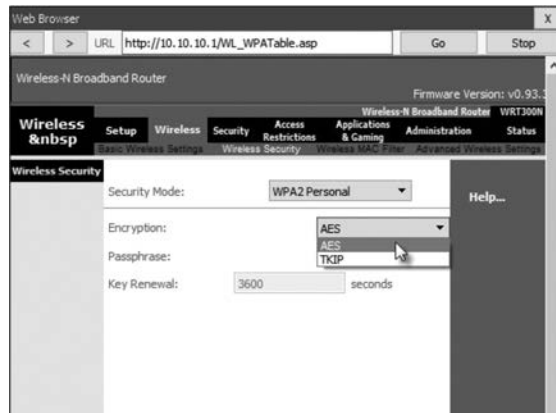 Web Browser X
< > URL http://10.10.10.1/WL_WPATable.asp Go Stop
Wireless-N Broadband Router
Firmware Version: v0.93.3
Wireless-N Broadband Router WRT300N
Wireless &nbsp
Setup Wireless Security Access Restrictions Applications & Gaming Administration Status
Basic Wireless Settings Wireless Security Wireless MAC Filter Advanced Wireless Settings
Wireless Security
Security Mode: WPA2 Personal
Help...
Encryption: AES
AES
TKIP
Passphrase:
Key Renewal: 3600 seconds